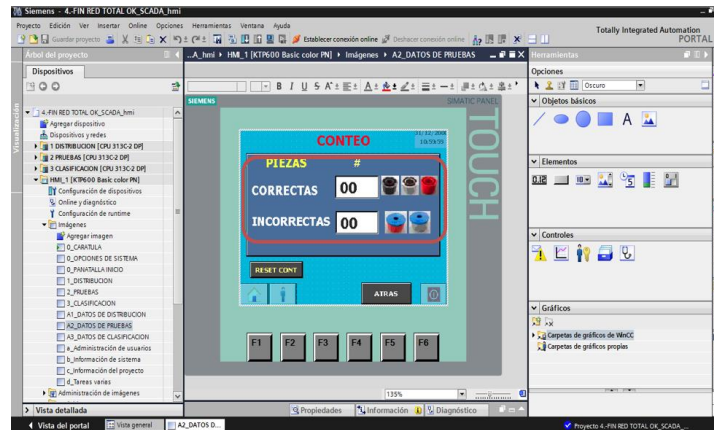 Siemens - 4.-FIN RED TOTAL OK_SCADA_hmi
Proyecto Edición Ver Insertar Online Opciones Herramientas Ventana Ayuda
Totally Integrated Automation
PORTAL
Guardar proyecto
Establecer conexión online
Deshacer conexión online
Árbol del proyecto
...A_hmi HMI_1 [KTP600 Basic color PN] Imágenes A2_DATOS DE PRUEBAS
Herramientas
Dispositivos
Opciones
Oscuro
B I U S A
Visualización
4.-FIN RED TOTAL OK_SCADA_hmi
Agregar dispositivo
Dispositivos y redes
1 DISTRIBUCION [CPU 313C-2 DP]
2 PRUEBAS [CPU 313C-2 DP]
3 CLASIFICACION [CPU 313C-2 DP]
HMI_1 [KTP600 Basic color PN]
Configuración de dispositivos
Online y diagnóstico
Configuración de runtime
Imágenes
Agregar imagen
0_CARATULA
0_OPCIONES DE SISTEMA
0_PANATALLA INICIO
1_DISTRIBUCION
2_PRUEBAS
3_CLASIFICACION
A1_DATOS DE DISTRIBUCION
A2_DATOS DE PRUEBAS
A3_DATOS DE CLASIFICACION
a_Administración de usuarios
b_Información de sistema
c_Información del proyecto
d_Tareas varias
Administración de imágenes
SIEMENS
SIMATIC PANEL
TOUCH
CONTEO
31/12/2000
10:59:59
PIEZAS #
CORRECTAS 00
INCORRECTAS 00
RESET CONT
ATRAS
F1 F2 F3 F4 F5 F6
135%
Objetos básicos
A
Elementos
Controles
Gráficos
Carpetas de gráficos de WinCC
Carpetas de gráficos propias
Propiedades Información Diagnóstico
Vista detallada
Vista del portal Vista general A2_DATOS D...
Proyecto 4.-FIN RED TOTAL OK_SCADA_...